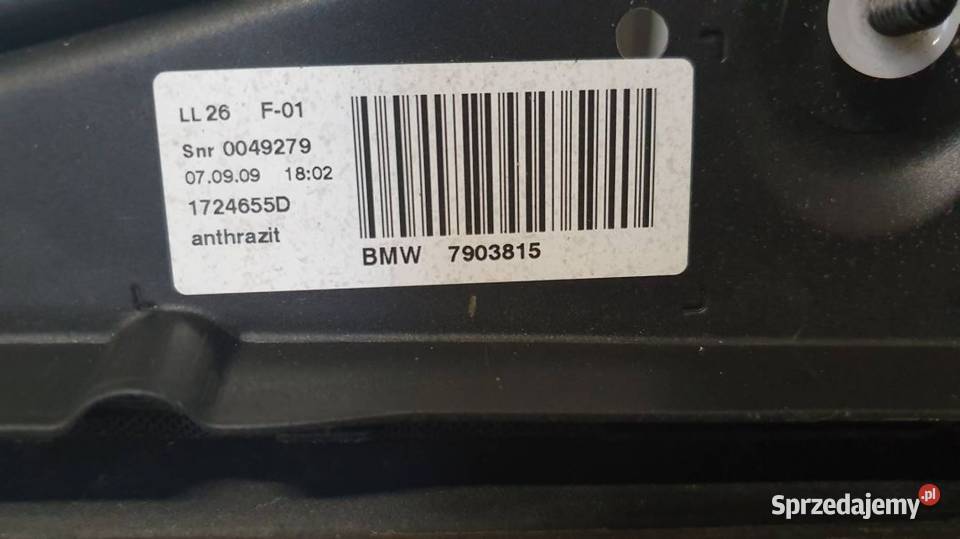 LL 26 F-01
Snr 0049279
07.09.09 18:02
1724655D
anthrazit
BMW 7903815
Sprzedajemy.pl